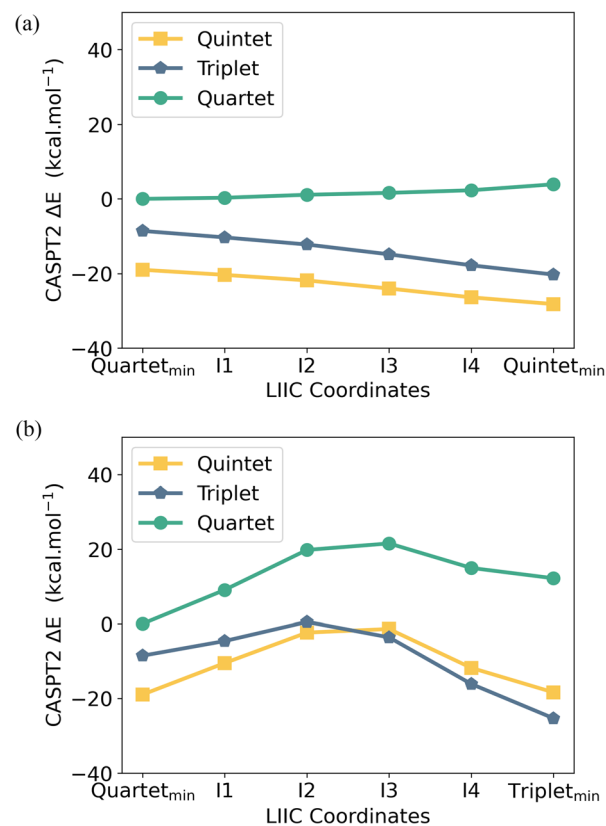 (a)
CASPT2 ΔE (kcal.mol⁻¹)
40
20
0
−20
−40
Quintet
Triplet
Quartet
Quartetₘᵢₙ I1 I2 I3 I4 Quintetₘᵢₙ
LIIC Coordinates
(b)
CASPT2 ΔE (kcal.mol⁻¹)
40
20
0
−20
−40
Quintet
Triplet
Quartet
Quartetₘᵢₙ I1 I2 I3 I4 Tripletₘᵢₙ
LIIC Coordinates